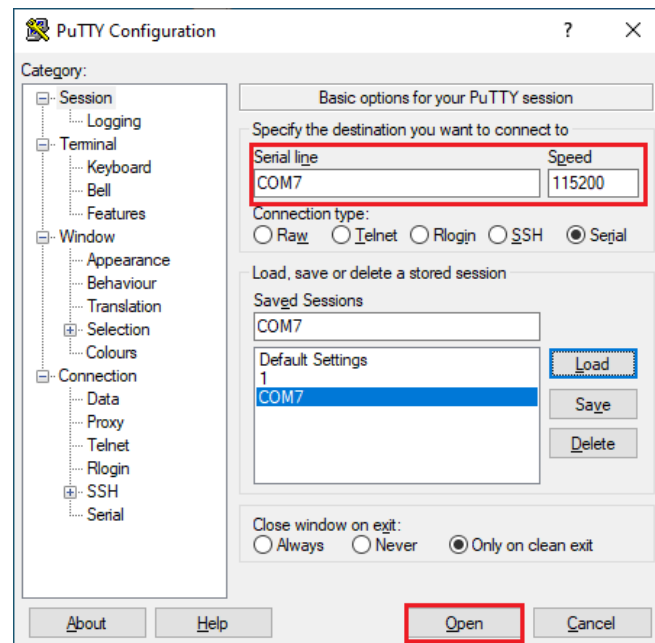 PuTTY Configuration
? ×
Category:
Session
Logging
Terminal
Keyboard
Bell
Features
Window
Appearance
Behaviour
Translation
Selection
Colours
Connection
Data
Proxy
Telnet
Rlogin
SSH
Serial
Basic options for your PuTTY session
Specify the destination you want to connect to
Serial line Speed
COM7 115200
Connection type:
Raw Telnet Rlogin SSH Serial
Load, save or delete a stored session
Saved Sessions
COM7
Default Settings
1
COM7
Load
Save
Delete
Close window on exit:
Always Never Only on clean exit
About Help Open Cancel